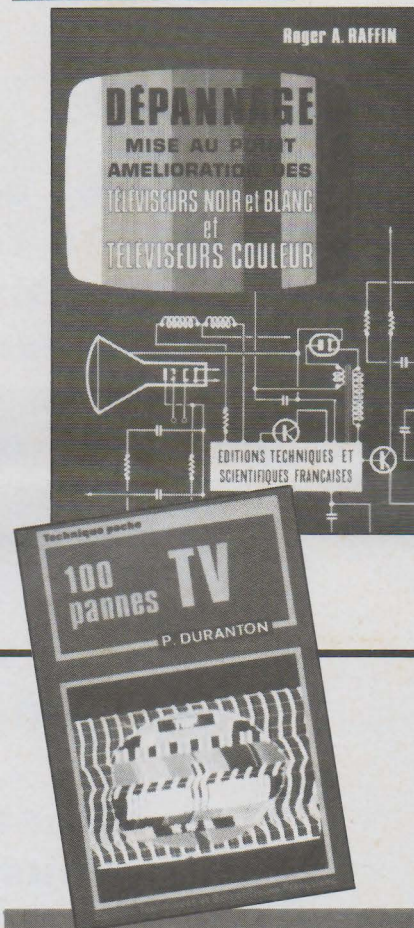 Roger A. RAFFIN
DÉPANNAGE
MISE AU POINT
AMELIORATION DES
TÉLÉVISEURS NOIR et BLANC
et
TÉLÉVISEURS COULEUR
EDITIONS TECHNIQUES ET
SCIENTIFIQUES FRANÇAISES
Technique poche
100 TV
pannes
P. DURANTON